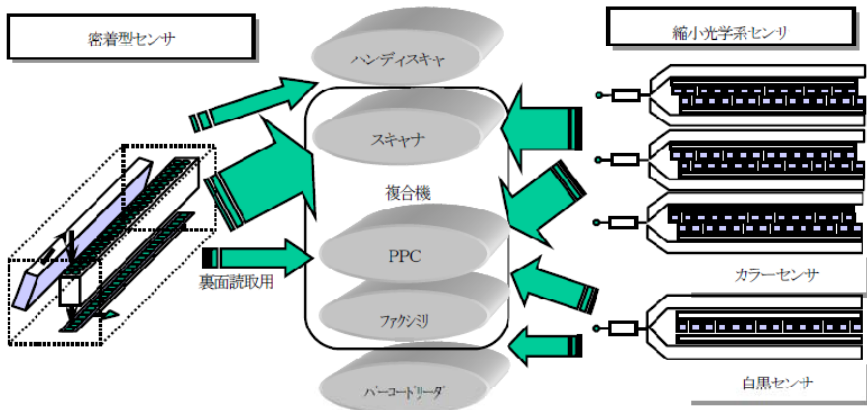 密着型センサ
縮小光学系センリ
ハンディスキャ
スキャナ
複合機
PPC
裏面読取用
ファクシミリ
バーコードリーダ
カラーセンサ
白黒センサ